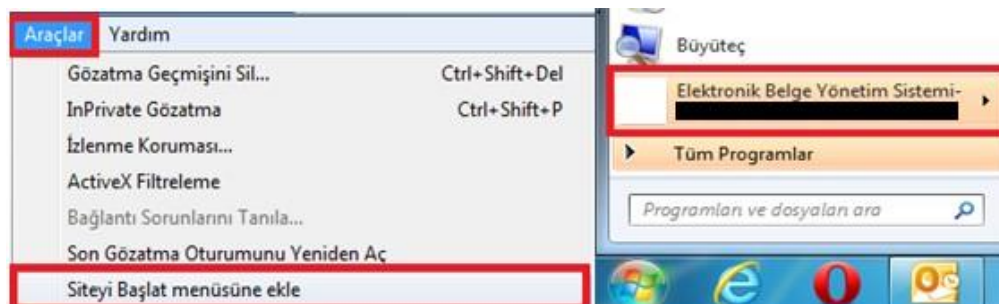 Araçlar Yardım
Gözatma Geçmişini Sil... Ctrl+Shift+Del
InPrivate Gözatma Ctrl+Shift+P
İzlenme Koruması...
ActiveX Filtreleme
Bağlantı Sorunlarını Tanıla...
Son Gözatma Oturumunu Yeniden Aç
Siteyi Başlat menüsüne ekle
Büyüteç
Elektronik Belge Yönetim Sistemi-
Tüm Programlar
Programları ve dosyaları ara